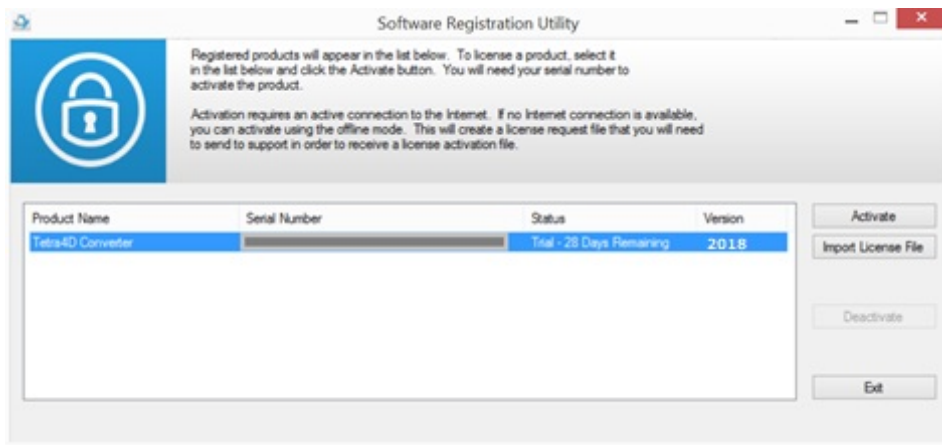 Software Registration Utility
Registered products will appear in the list below. To license a product, select it
in the list below and click the Activate button. You will need your serial number to
activate the product.
Activation requires an active connection to the Internet. If no Internet connection is available,
you can activate using the offline mode. This will create a license request file that you will need
to send to support in order to receive a license activation file.
Product Name Serial Number Status Version
Tetra4D Converter Trial - 28 Days Remaining 2018
Activate
Import License File
Deactivate
Exit